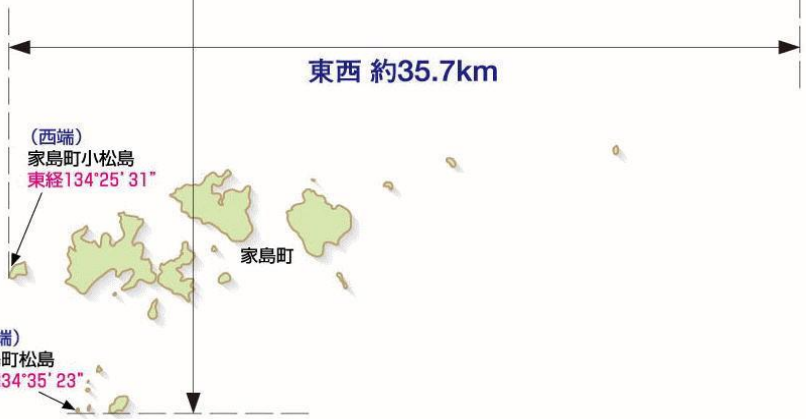 東西 約35.7km
（西端）
家島町小松島
東経134°25’31”
家島町
端）
町松島
34°35’23”